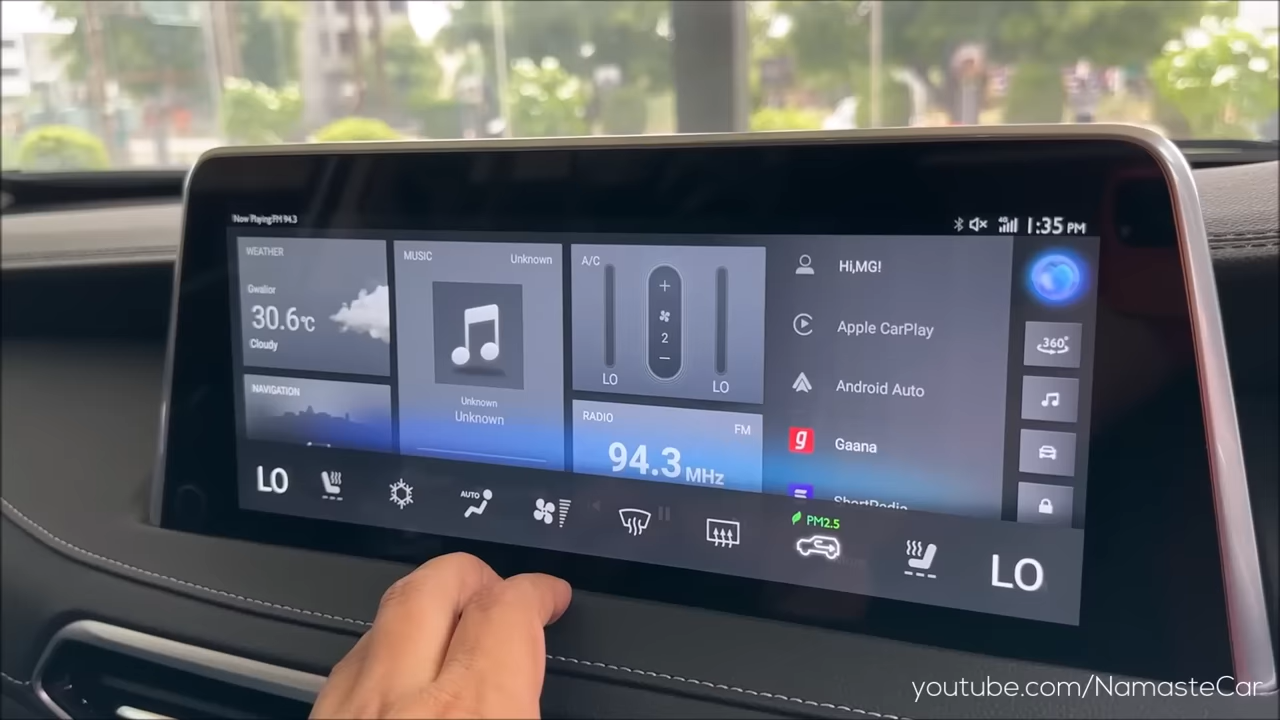 Now Playing:FM 94.3
4G
1:35 PM
WEATHER
Gwalior
30.6℃
Cloudy
NAVIGATION
MUSIC
Unknown
Unknown
Unknown
A/C
+
2
−
LO
LO
RADIO
FM
94.3 MHz
Hi,MG!
Apple CarPlay
Android Auto
g
Gaana
ShortRadio
360°
LO
AUTO
PM2.5
LO
youtube.com/NamasteCar